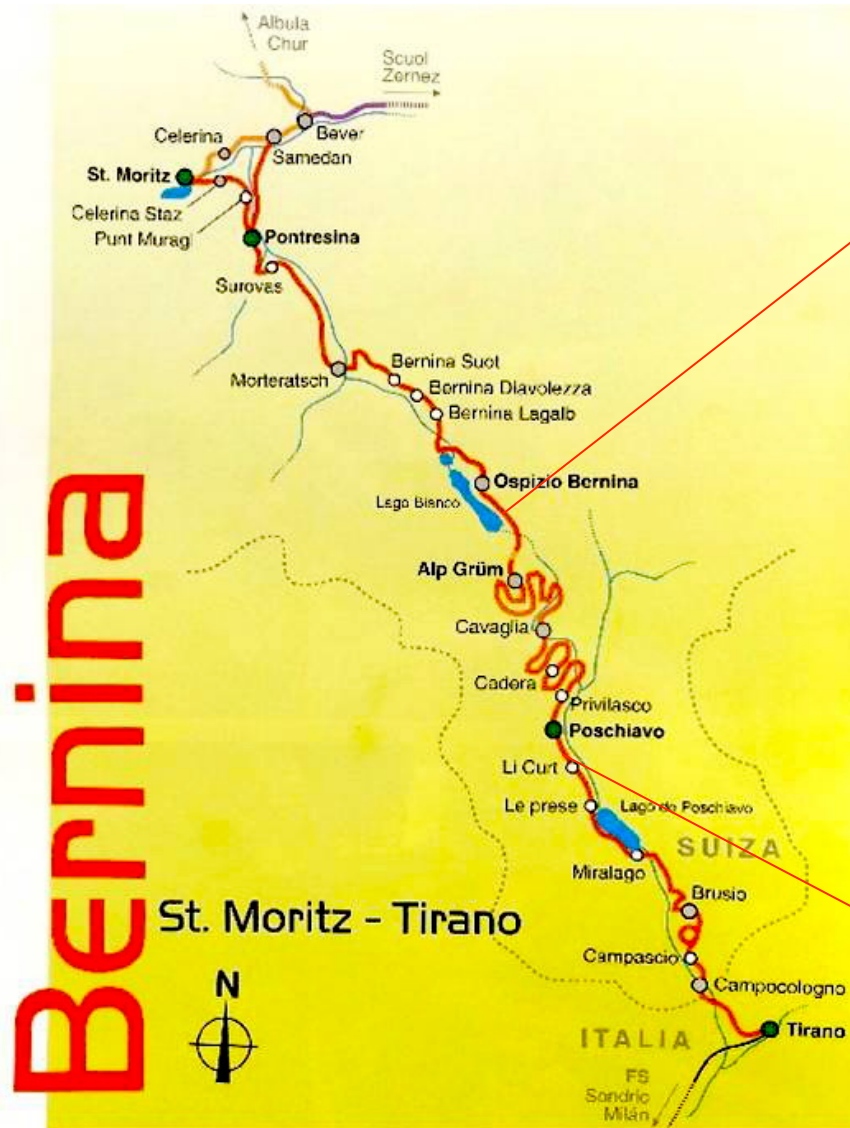 Albula
Chur
Scuol
Zernez
Celerina
Bever
Samedan
St. Moritz
Celerina Staz
Punt Muragl
Pontresina
Surovas
Bernina Suot
Morteratsch
Bernina Diavolezza
Bernina Lagalb
Ospizio Bernina
Lago Bianco
Alp Grüm
Cavaglia
Cadera
Privilasco
Poschiavo
Li Curt
Le prese
Lago de Poschiavo
SUIZA
Miralago
Brusio
St. Moritz - Tirano
Campascio
Campocologno
N
Tirano
ITALIA
FS
Sondrio
Milán
Bernina